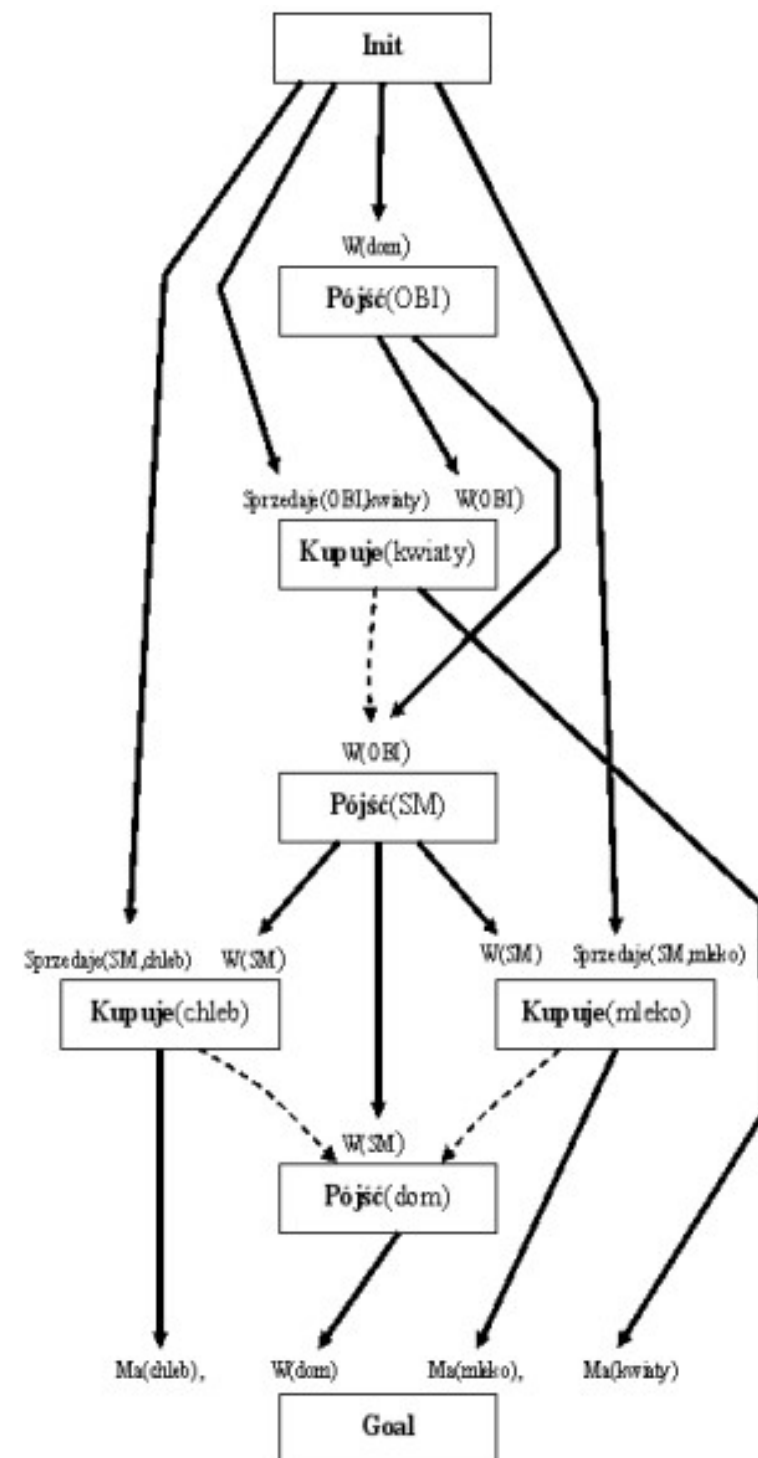 Init
W(dom)
Pójść(OBI)
Sprzedaje(OBI,kwiaty) W(OBI)
Kupuje(kwiaty)
W(OBI)
Pójść(SM)
Sprzedaje(SM,chleb) W(SM) W(SM) Sprzedaje(SM,mleko)
Kupuje(chleb) Kupuje(mleko)
W(SM)
Pójść(dom)
Ma(chleb), W(dom) Ma(mleko), Ma(kwiaty)
Goal